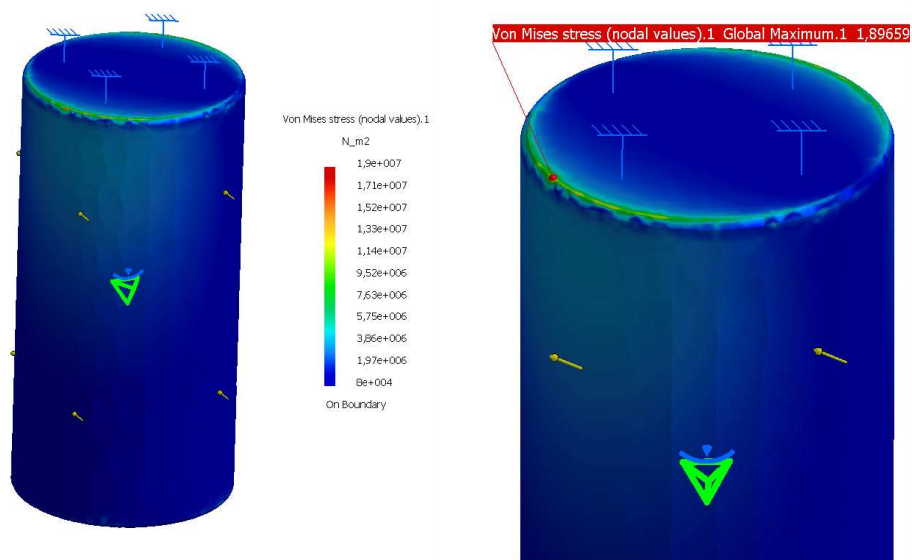 Von Mises stress (nodal values).1 Global Maximum.1 1,89659
Von Mises stress (nodal values).1
N_m2
1,9e+007
1,71e+007
1,52e+007
1,33e+007
1,14e+007
9,52e+006
7,63e+006
5,75e+006
3,86e+006
1,97e+006
8e+004
On Boundary